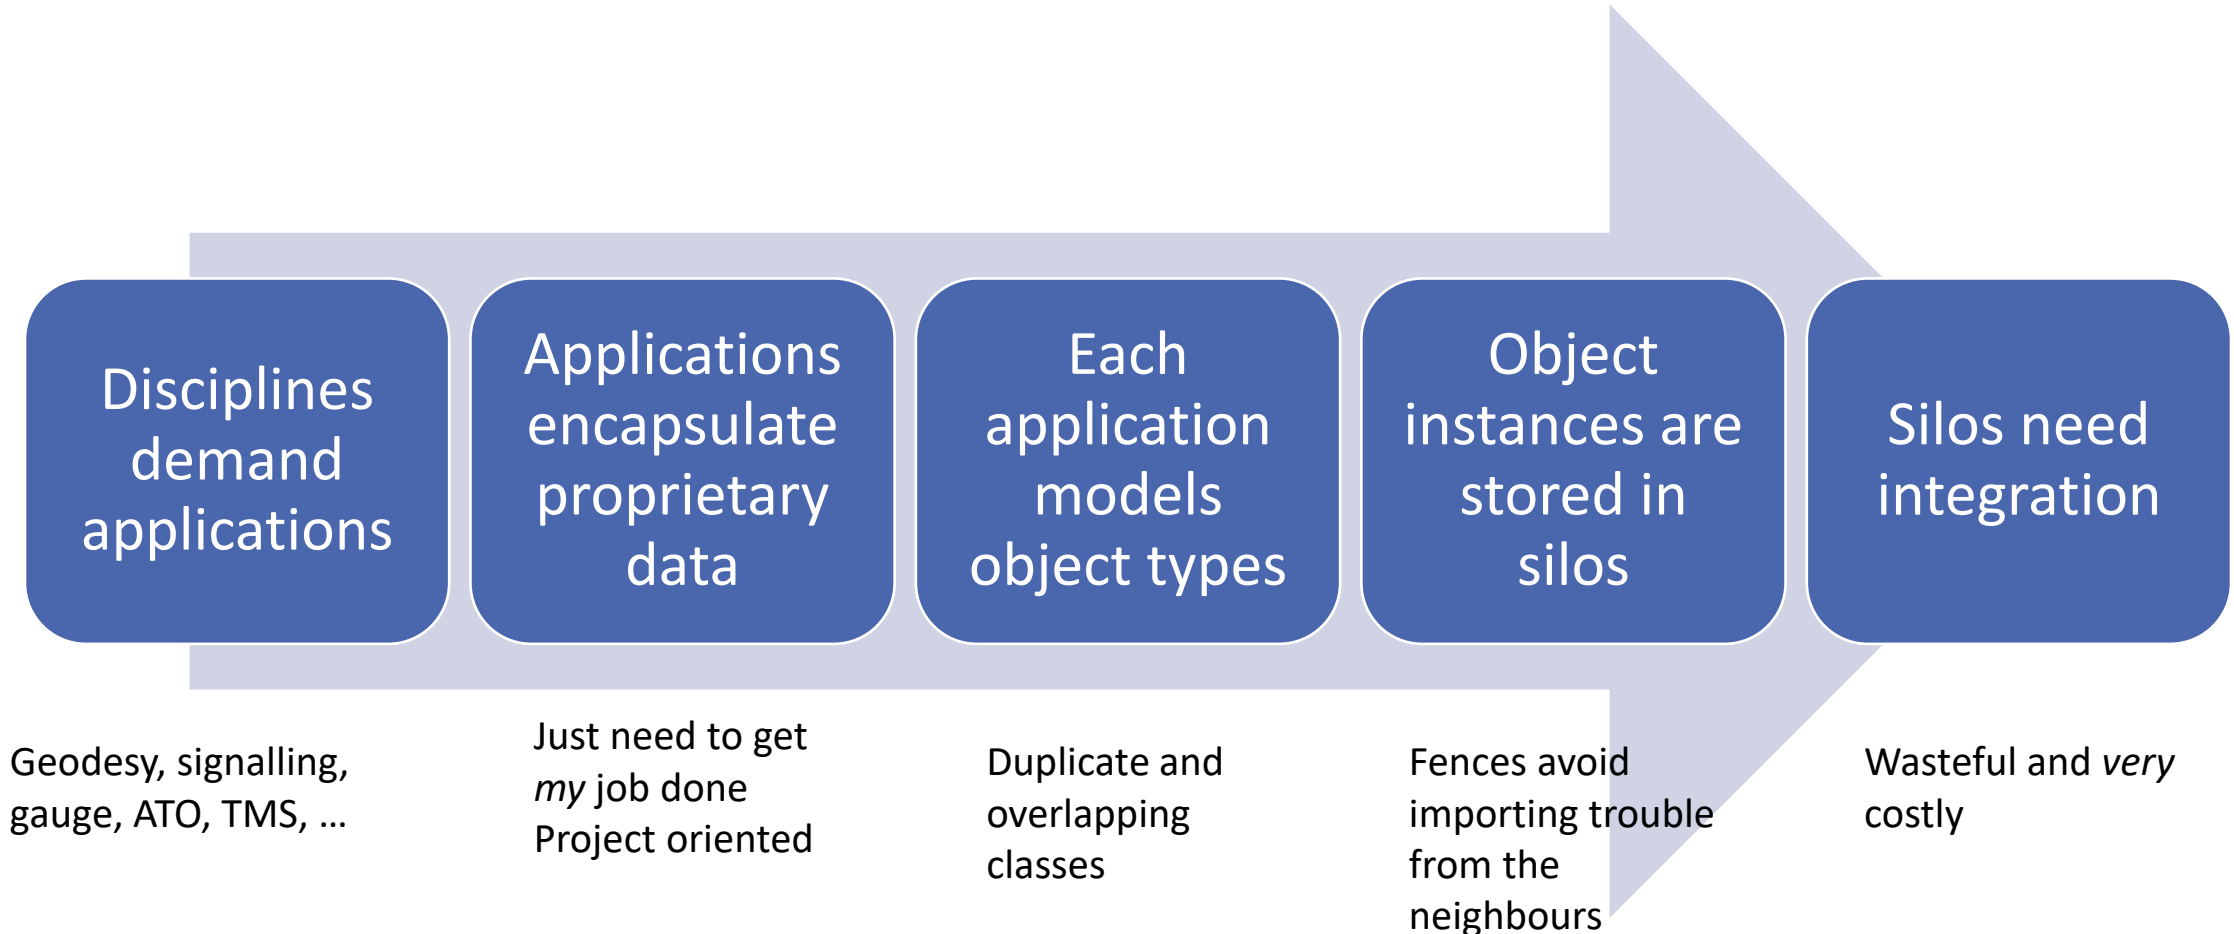 Disciplines
demand
applications
Applications
encapsulate
proprietary
data
Each
application
models
object types
Object
instances are
stored in
silos
Silos need
integration
Geodesy, signalling,
gauge, ATO, TMS, ...
Just need to get
my job done
Project oriented
Duplicate and
overlapping
classes
Fences avoid
importing trouble
from the
neighbours
Wasteful and very
costly